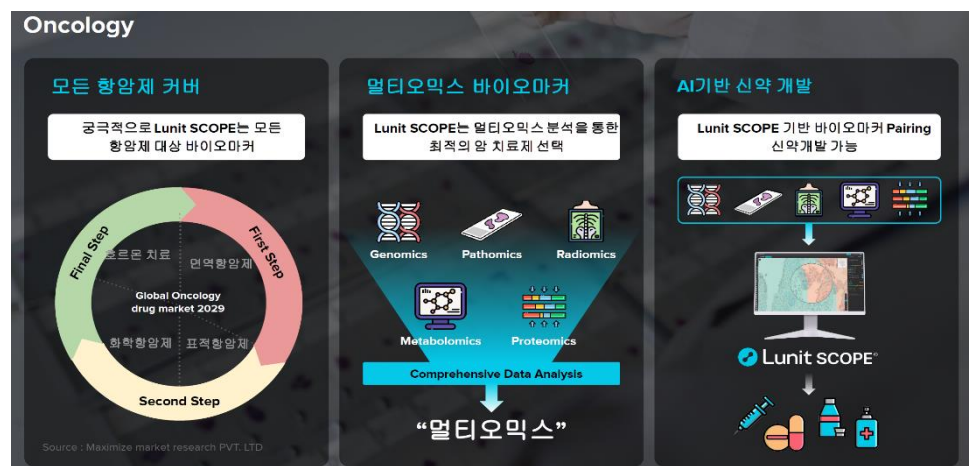 Oncology
모든 항암제 커버
궁극적으로 Lunit SCOPE는 모든
항암제 대상 바이오마커
Final Step
First Step
호르몬 치료
면역항암제
Global Oncology
drug market 2029
화학항암제
표적항암제
Second Step
Source : Maximize market research PVT. LTD
멀티오믹스 바이오마커
Lunit SCOPE는 멀티오믹스 분석을 통한
최적의 암 치료제 선택
Genomics
Pathomics
Radiomics
Metabolomics
Proteomics
Comprehensive Data Analysis
“멀티오믹스”
AI기반 신약 개발
Lunit SCOPE 기반 바이오마커 Pairing
신약개발 가능
Lunit SCOPE